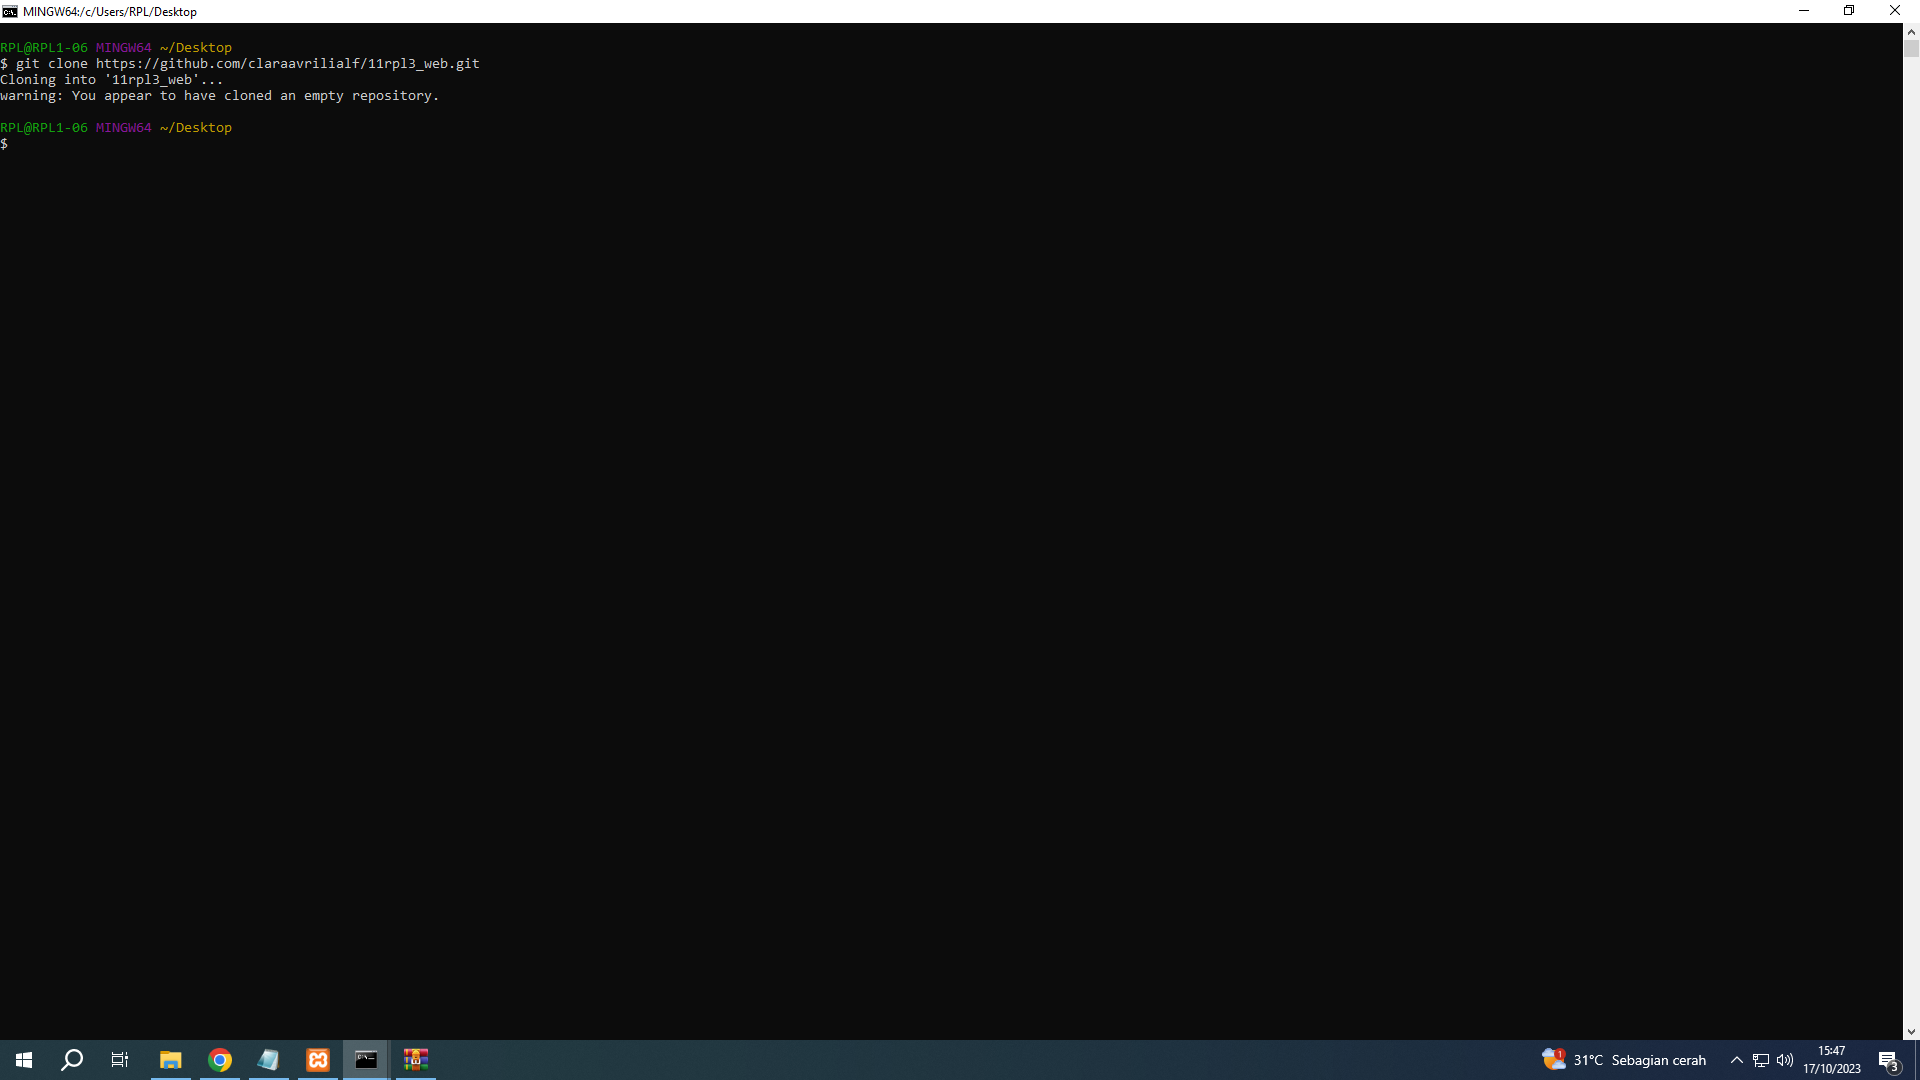 MINGW64:/c/Users/RPL/Desktop
RPL@RPL1-06 MINGW64 ~/Desktop
$ git clone https://github.com/claraavrilialf/11rpl3_web.git
Cloning into '11rpl3_web'...
warning: You appear to have cloned an empty repository.
RPL@RPL1-06 MINGW64 ~/Desktop
$
1
31°C Sebagian cerah
15:47
17/10/2023
3